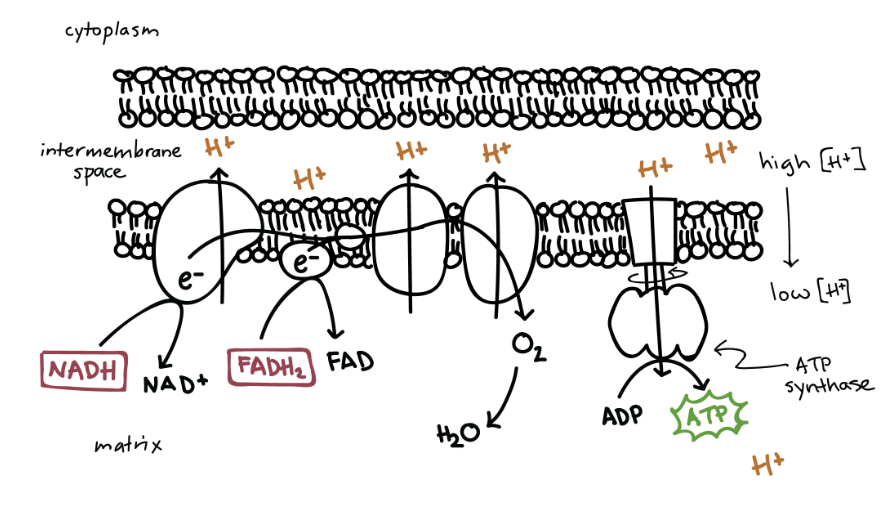 cytoplasm
intermembrane
space
H+
H+
H+
H+
H+
H+
high [H+]
low [H+]
e-
e-
NADH
NAD+
FADH₂
FAD
O₂
H₂O
ADP
ATP
ATP
synthase
matrix
H+